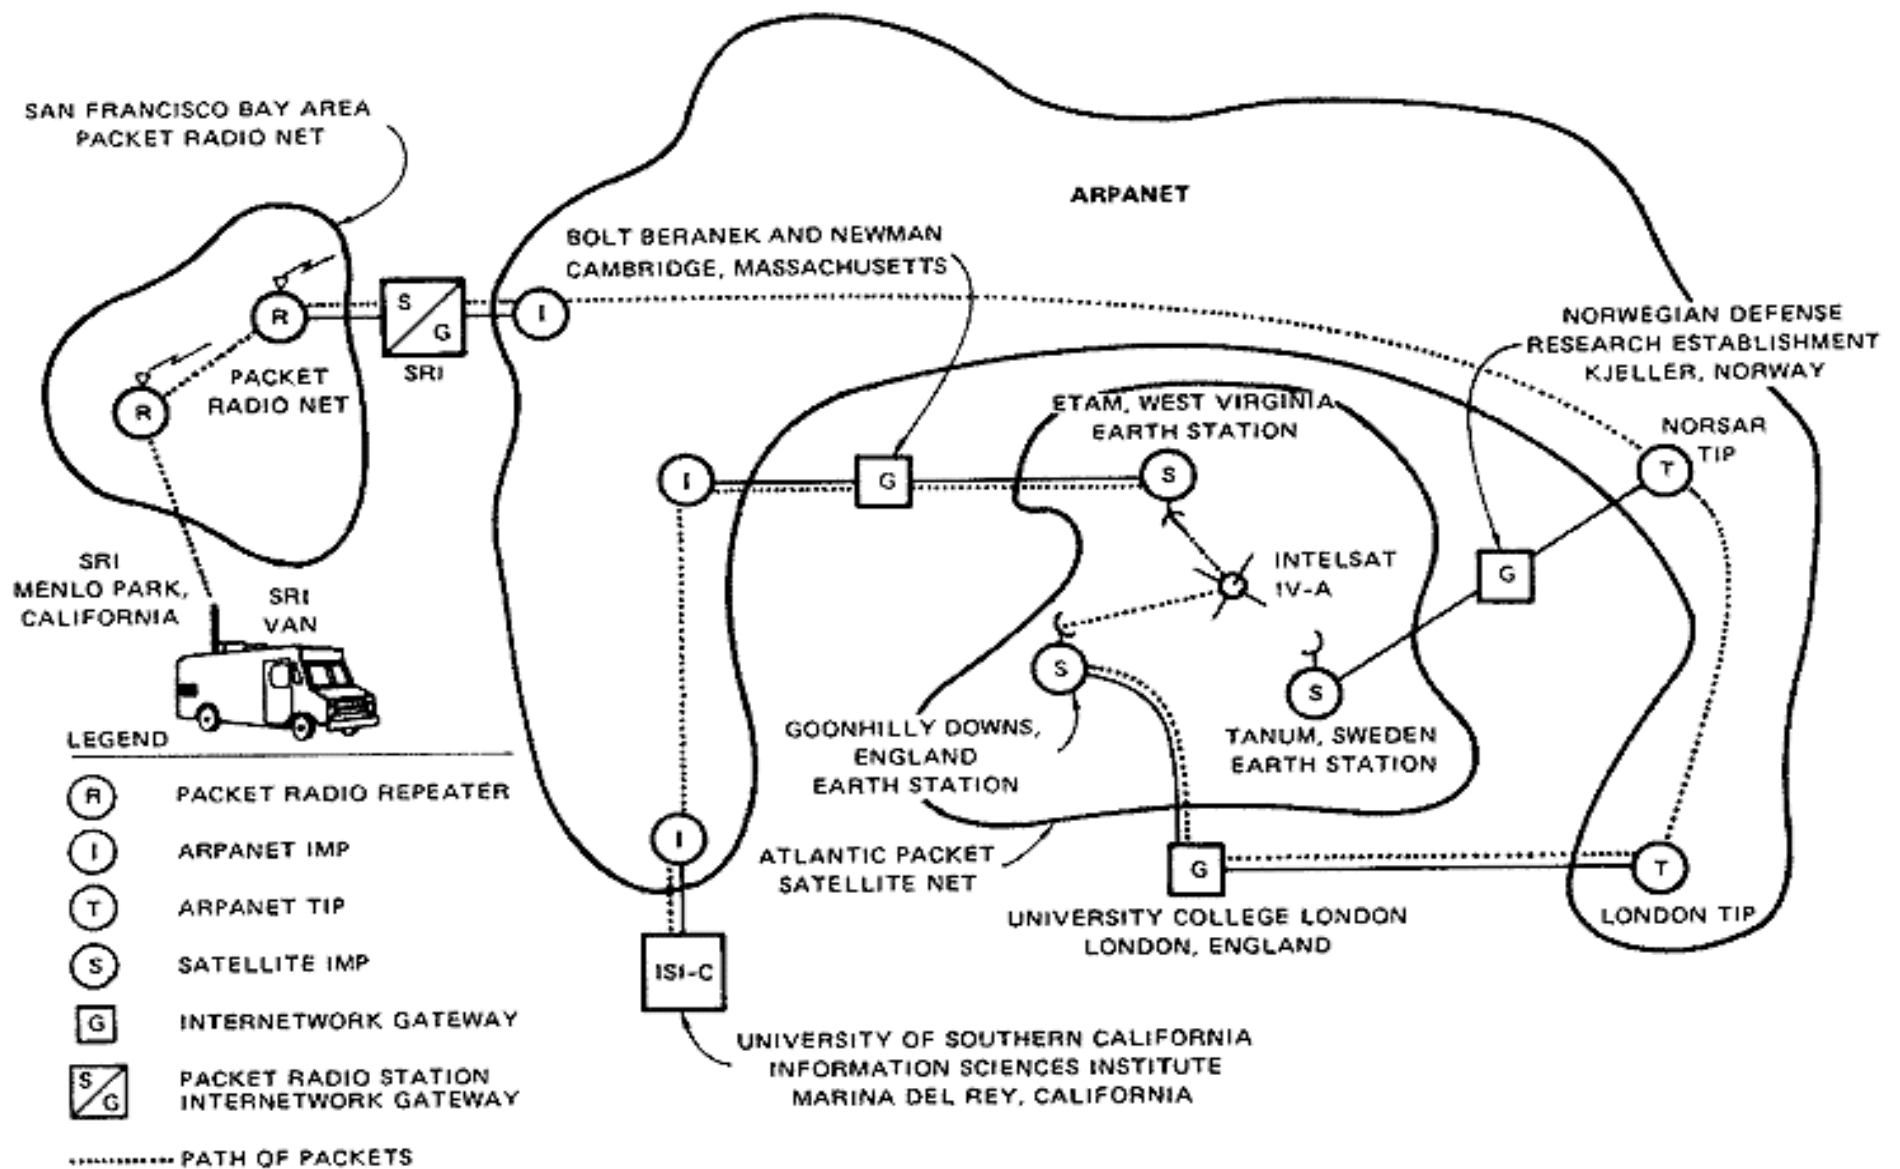 SAN FRANCISCO BAY AREA
PACKET RADIO NET
ARPANET
BOLT BERANEK AND NEWMAN
CAMBRIDGE, MASSACHUSETTS
NORWEGIAN DEFENSE
RESEARCH ESTABLISHMENT
KJELLER, NORWAY
R
S
G
I
SRI
PACKET
RADIO NET
R
ETAM, WEST VIRGINIA
EARTH STATION
NORSAR
TIP
T
I
G
S
INTELSAT
IV-A
G
SRI
MENLO PARK,
CALIFORNIA
SRI
VAN
S
S
GOONHILLY DOWNS,
ENGLAND
EARTH STATION
TANUM, SWEDEN
EARTH STATION
I
ATLANTIC PACKET
SATELLITE NET
G
T
UNIVERSITY COLLEGE LONDON
LONDON, ENGLAND
LONDON TIP
ISI-C
UNIVERSITY OF SOUTHERN CALIFORNIA
INFORMATION SCIENCES INSTITUTE
MARINA DEL REY, CALIFORNIA
LEGEND
R PACKET RADIO REPEATER
I ARPANET IMP
T ARPANET TIP
S SATELLITE IMP
G INTERNETWORK GATEWAY
S PACKET RADIO STATION
G INTERNETWORK GATEWAY
PATH OF PACKETS